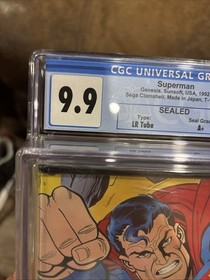 CGC UNIVERSAL GR
9.9
Superman
Genesis, Sunsoft, USA, 1992
Sega Clamshell, Made in Japan, T-
SEALED
Type:
LR Tube
Seal Grad
A+